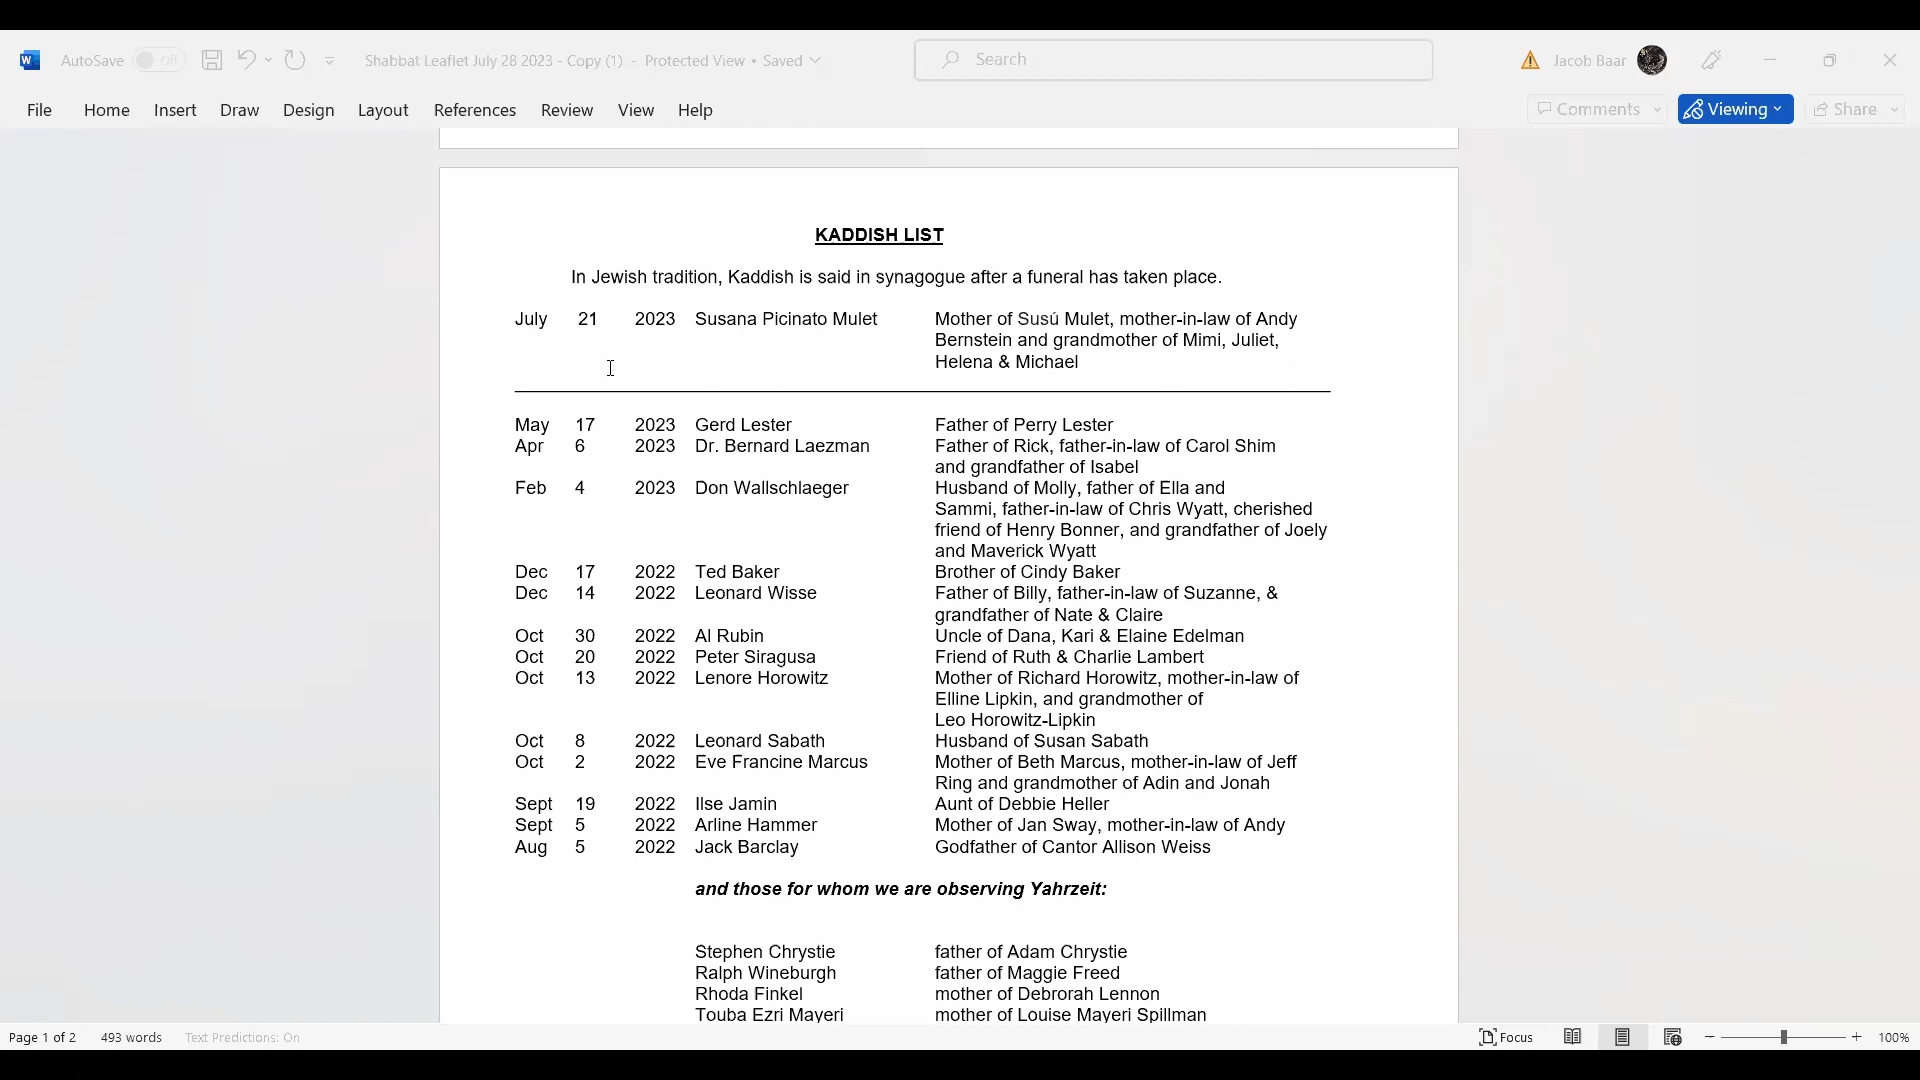 AutoSave Off Shabbat Leaflet July 28 2023 - Copy (1) - Protected View • Saved Search Jacob Baar
File Home Insert Draw Design Layout References Review View Help Comments Viewing Share
KADDISH LIST
In Jewish tradition, Kaddish is said in synagogue after a funeral has taken place.
July 21 2023 Susana Picinato Mulet Mother of Susú Mulet, mother-in-law of Andy
Bernstein and grandmother of Mimi, Juliet,
Helena & Michael
May 17 2023 Gerd Lester Father of Perry Lester
Apr 6 2023 Dr. Bernard Laezman Father of Rick, father-in-law of Carol Shim
and grandfather of Isabel
Feb 4 2023 Don Wallschlaeger Husband of Molly, father of Ella and
Sammi, father-in-law of Chris Wyatt, cherished
friend of Henry Bonner, and grandfather of Joely
and Maverick Wyatt
Dec 17 2022 Ted Baker Brother of Cindy Baker
Dec 14 2022 Leonard Wisse Father of Billy, father-in-law of Suzanne, &
grandfather of Nate & Claire
Oct 30 2022 Al Rubin Uncle of Dana, Kari & Elaine Edelman
Oct 20 2022 Peter Siragusa Friend of Ruth & Charlie Lambert
Oct 13 2022 Lenore Horowitz Mother of Richard Horowitz, mother-in-law of
Elline Lipkin, and grandmother of
Leo Horowitz-Lipkin
Oct 8 2022 Leonard Sabath Husband of Susan Sabath
Oct 2 2022 Eve Francine Marcus Mother of Beth Marcus, mother-in-law of Jeff
Ring and grandmother of Adin and Jonah
Sept 19 2022 Ilse Jamin Aunt of Debbie Heller
Sept 5 2022 Arline Hammer Mother of Jan Sway, mother-in-law of Andy
Aug 5 2022 Jack Barclay Godfather of Cantor Allison Weiss
and those for whom we are observing Yahrzeit:
Stephen Chrystie father of Adam Chrystie
Ralph Wineburgh father of Maggie Freed
Rhoda Finkel mother of Debrorah Lennon
Touba Ezri Mayeri mother of Louise Mayeri Spillman
Page 1 of 2 493 words Text Predictions: On Focus 100%